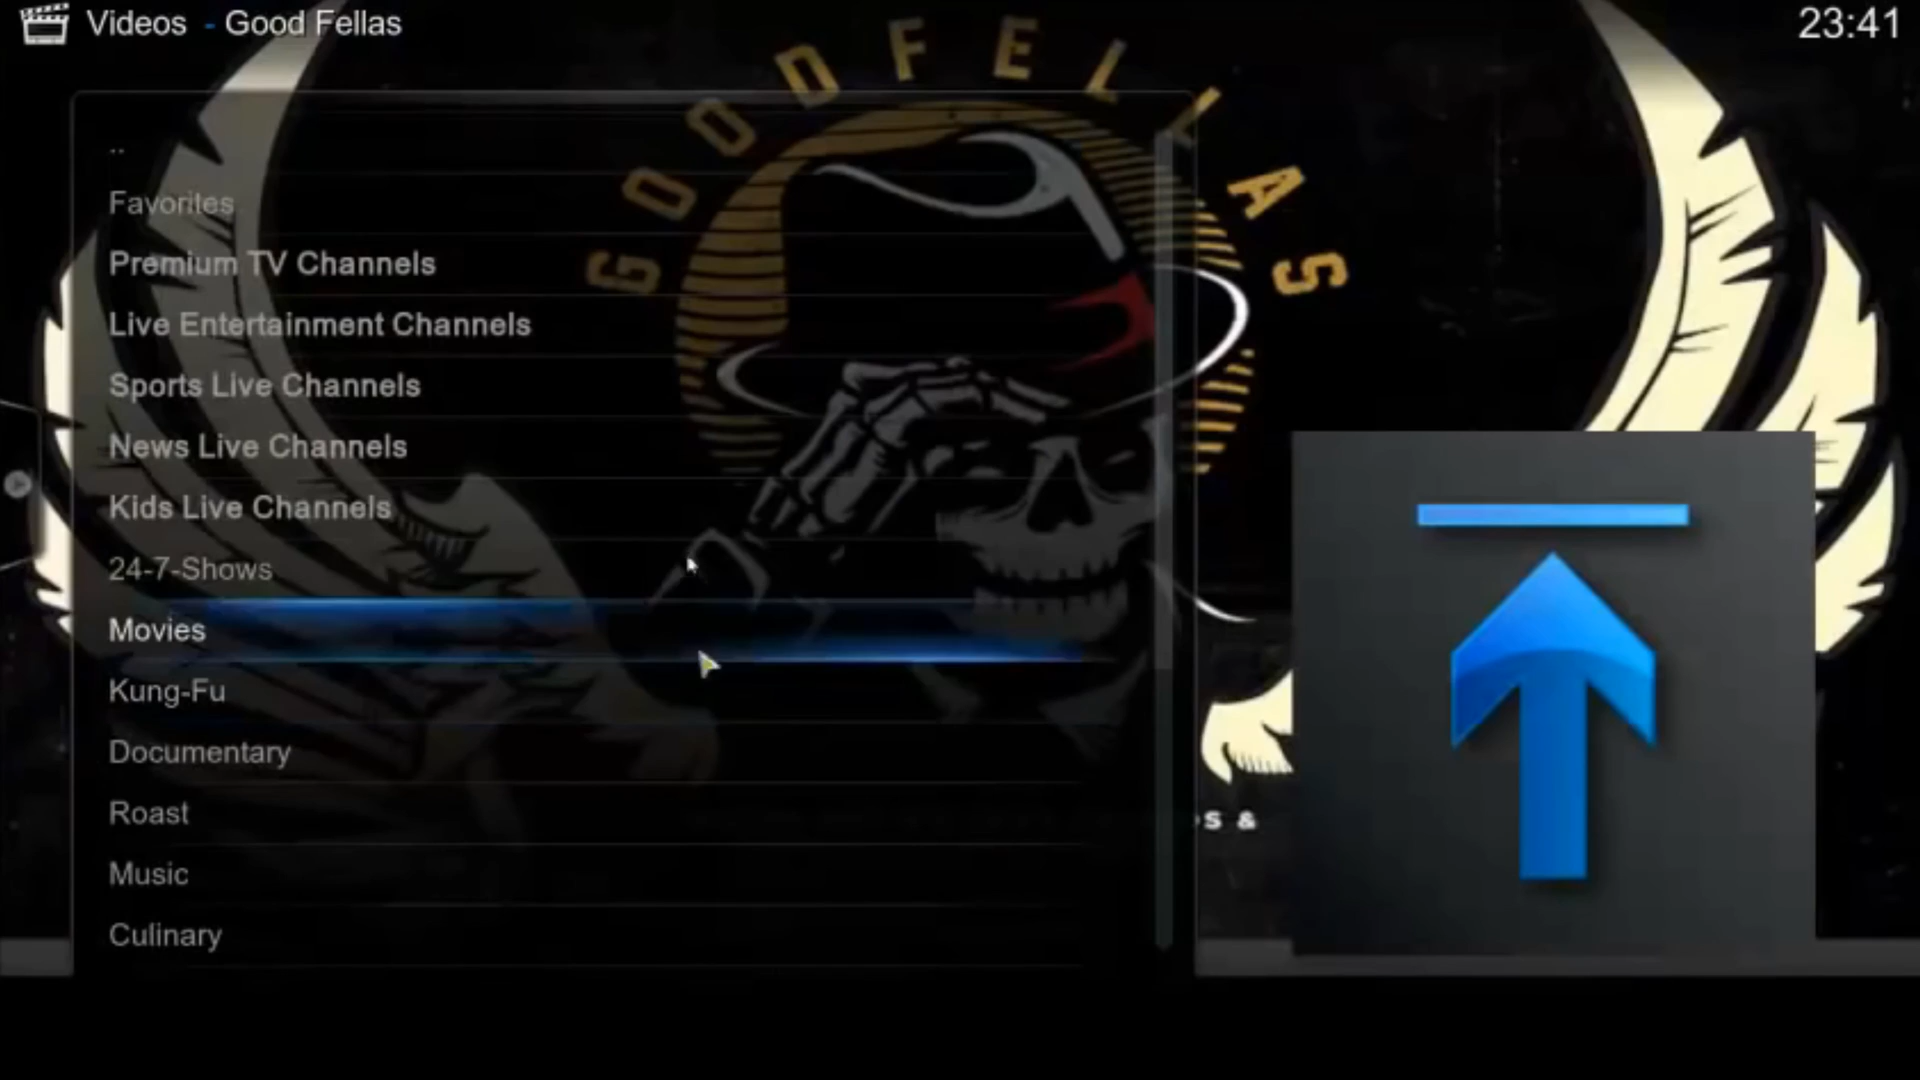 Videos - Good Fellas
23:41
GOODFELLAS
..
Favorites
Premium TV Channels
Live Entertainment Channels
Sports Live Channels
News Live Channels
Kids Live Channels
24-7-Shows
Movies
Kung-Fu
Documentary
Roast
Music
Culinary
&